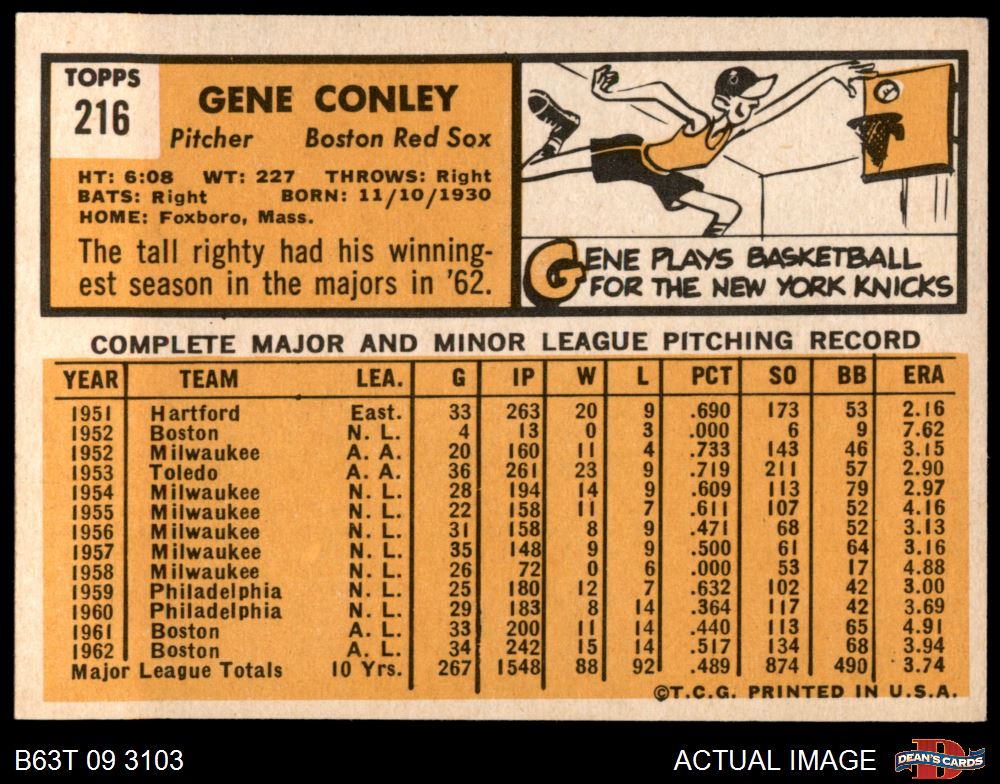 TOPPS
216
GENE CONLEY
Pitcher Boston Red Sox
HT: 6:08 WT: 227 THROWS: Right
BATS: Right BORN: 11/10/1930
HOME: Foxboro, Mass.
The tall righty had his winning-
est season in the majors in '62.
GENE PLAYS BASKETBALL
FOR THE NEW YORK KNICKS
COMPLETE MAJOR AND MINOR LEAGUE PITCHING RECORD
YEAR TEAM LEA. G IP W L PCT SO BB ERA
1951 Hartford East. 33 263 20 9 .690 173 53 2.16
1952 Boston N. L. 4 13 0 3 .000 6 9 7.62
1952 Milwaukee A. A. 20 160 11 4 .733 143 46 3.15
1953 Toledo A. A. 36 261 23 9 .719 211 57 2.90
1954 Milwaukee N. L. 28 194 14 9 .609 113 79 2.97
1955 Milwaukee N. L. 22 158 11 7 .611 107 52 4.16
1956 Milwaukee N. L. 31 158 8 9 .471 68 52 3.13
1957 Milwaukee N. L. 35 148 9 9 .500 61 64 3.16
1958 Milwaukee N. L. 26 72 0 6 .000 53 17 4.88
1959 Philadelphia N. L. 25 180 12 7 .632 102 42 3.00
1960 Philadelphia N. L. 29 183 8 14 .364 117 42 3.69
1961 Boston A. L. 33 200 11 14 .440 113 65 4.91
1962 Boston A. L. 34 242 15 14 .517 134 68 3.94
Major League Totals 10 Yrs. 267 1548 88 92 .489 874 490 3.74
©T.C.G. PRINTED IN U.S.A.
B63T 09 3103 ACTUAL IMAGE DEAN'S CARDS